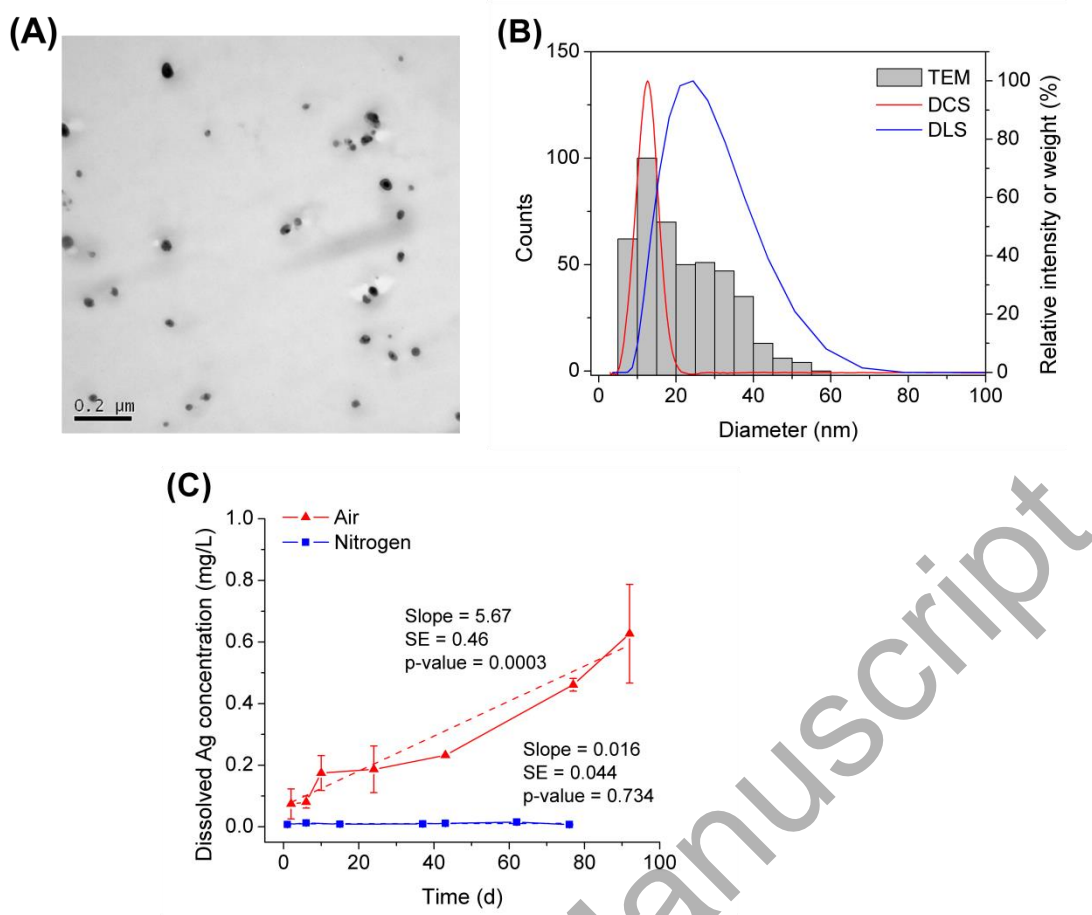 (A)
0.2 µm
(B)
150
100
50
0
Counts
0
20
40
60
80
100
Diameter (nm)
100
80
60
40
20
0
Relative intensity or weight (%)
TEM
DCS
DLS
(C)
Air
Nitrogen
1.0
0.8
0.6
0.4
0.2
0.0
Dissolved Ag concentration (mg/L)
Slope = 5.67
SE = 0.46
p-value = 0.0003
Slope = 0.016
SE = 0.044
p-value = 0.734
0
20
40
60
80
100
Time (d)
anuscript